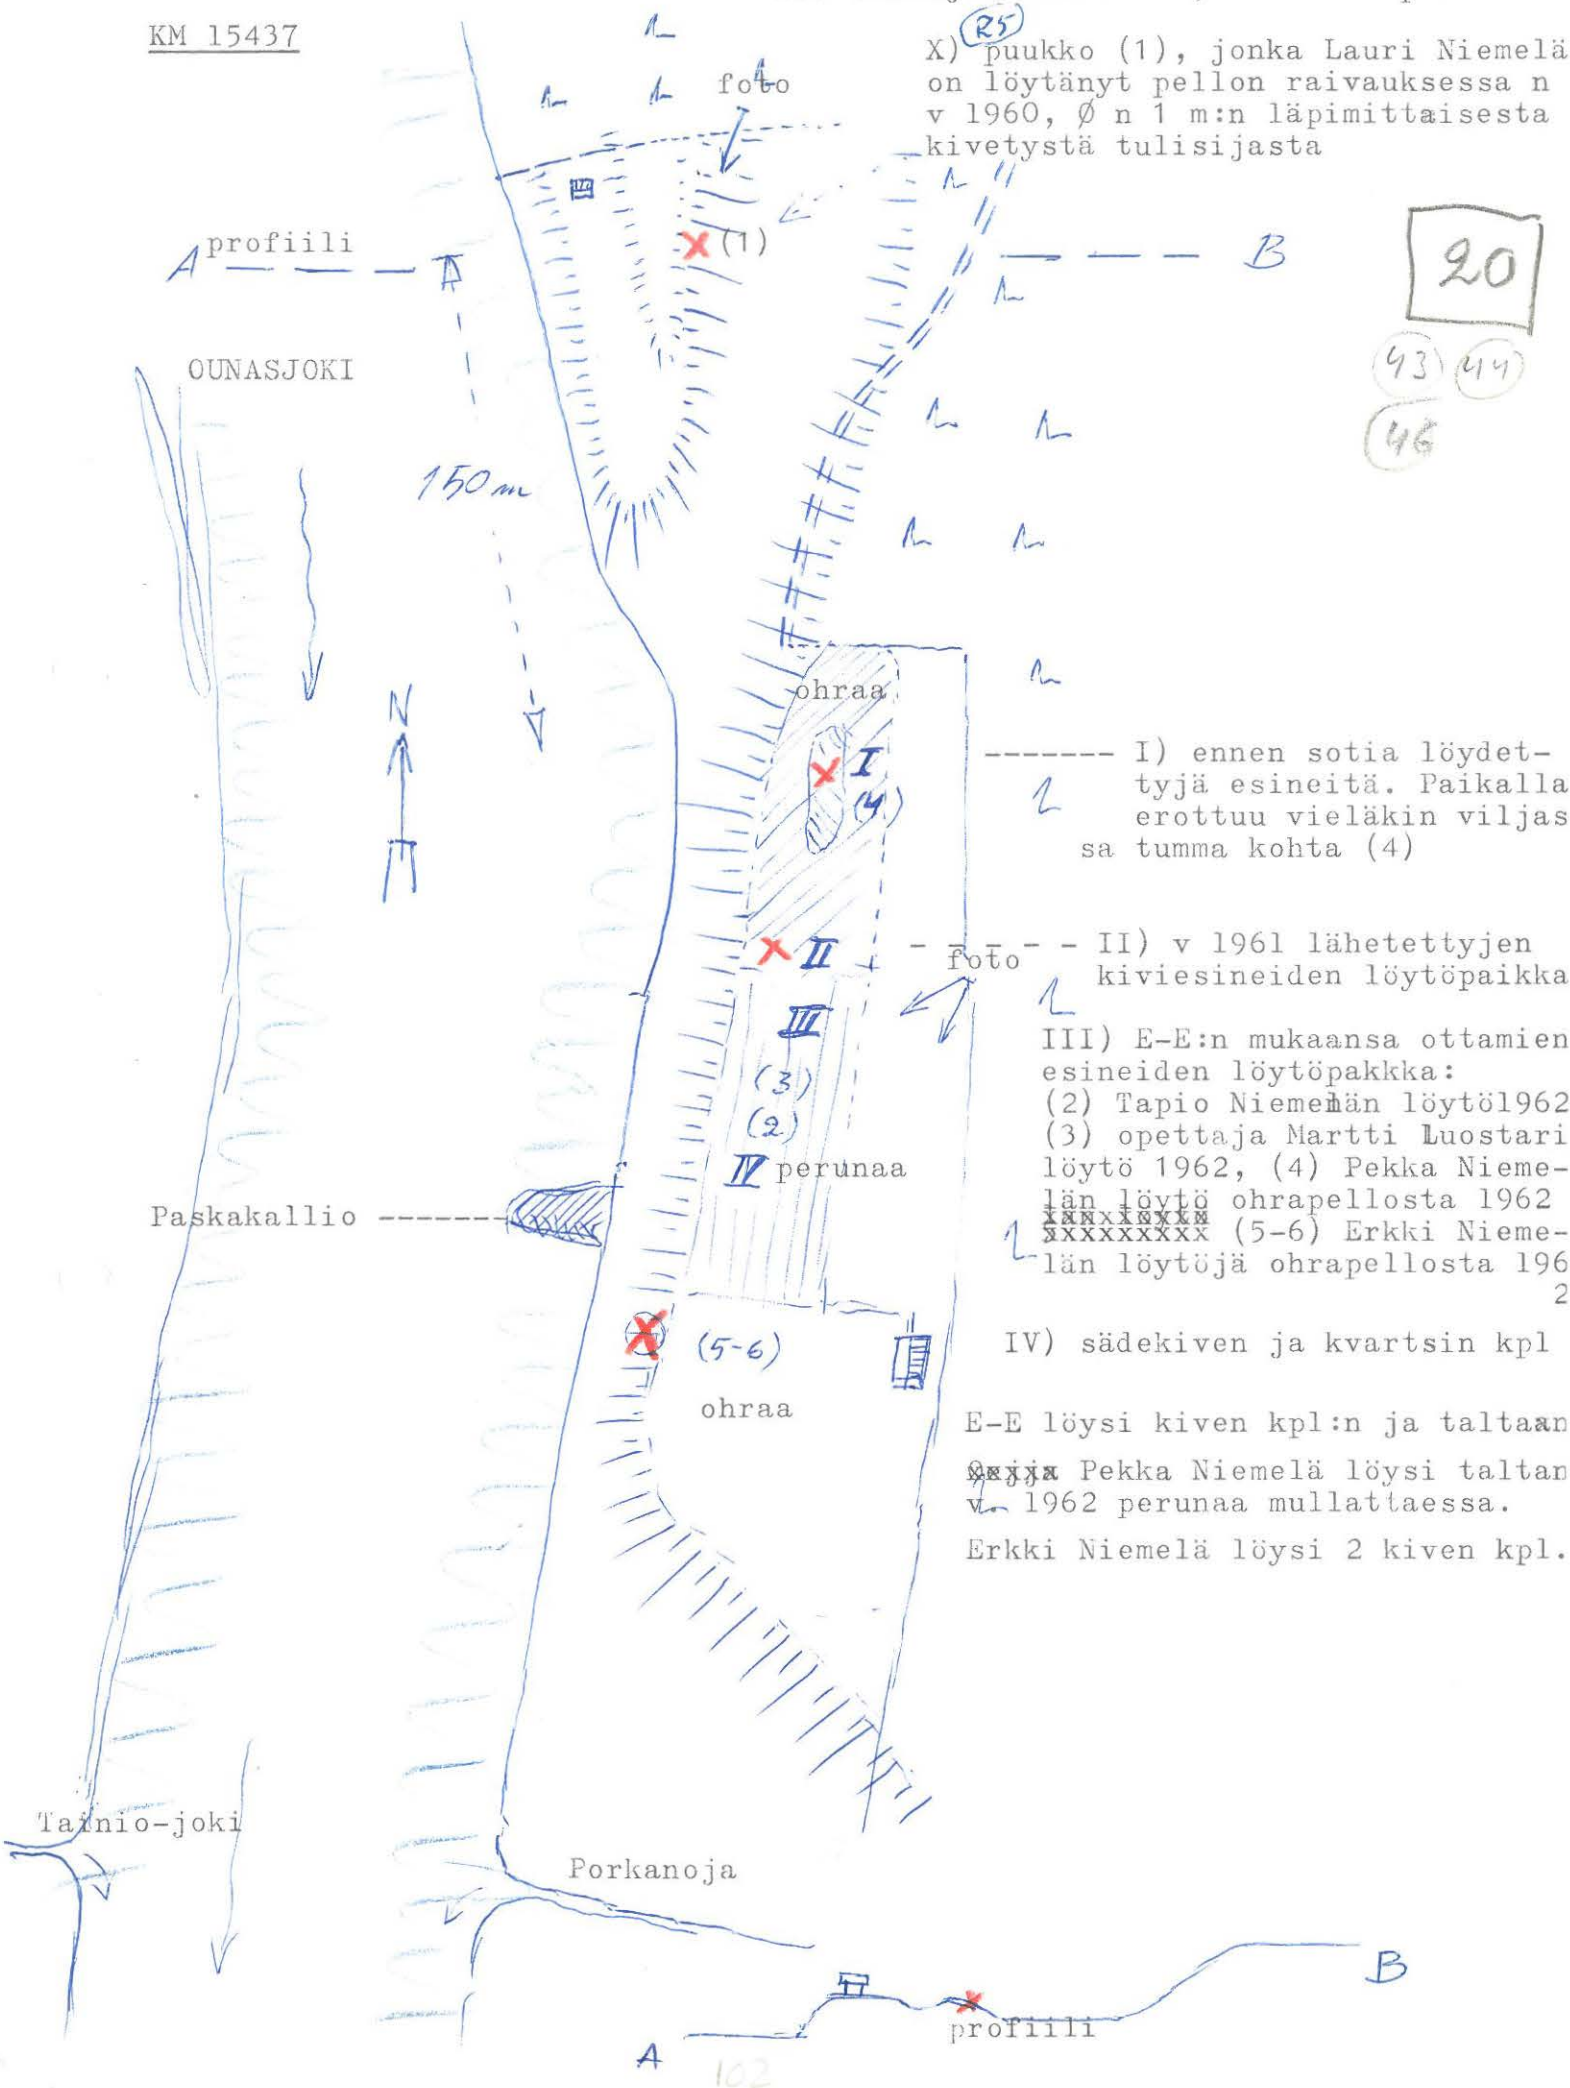 KM 15437
R5
X) puukko (1), jonka Lauri Niemelä
on löytänyt pellon raivauksessa n
v 1960, Ø n 1 m:n läpimittaisesta
kivetystä tulisijasta
foto
(1)
profiili
A
B
20
43 44
46
OUNASJOKI
150 m
N
ohraa
I
(4)
------- I) ennen sotia löydet-
tyjä esineitä. Paikalla
erottuu vieläkin viljas
sa tumma kohta (4)
II
foto
- - - - - II) v 1961 lähetettyjen
kiviesineiden löytöpaikka
III
(3)
(2)
IV perunaa
III) E-E:n mukaansa ottamien
esineiden löytöpakkka:
(2) Tapio Niemelän löytö1962
(3) opettaja Martti Luostari
löytö 1962, (4) Pekka Nieme-
län löytö ohrapellosta 1962
xxxxxxxxx (5-6) Erkki Nieme-
län löytöjä ohrapellosta 196
2
Paskakallio -------
(5-6)
ohraa
IV) sädekiven ja kvartsin kpl
E-E löysi kiven kpl:n ja taltaan
Pekka Niemelä löysi taltan
v. 1962 perunaa mullattaessa.
Erkki Niemelä löysi 2 kiven kpl.
Tainio-joki
Porkanoja
A
B
profiili
102